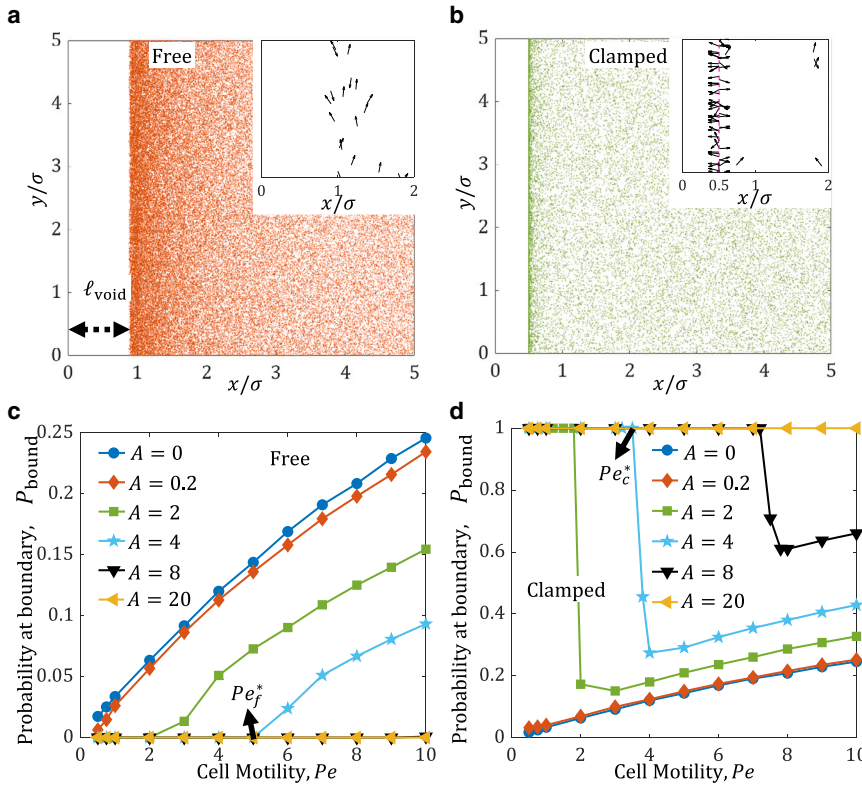 a
b
5
4
3
2
1
0
y/σ
Free
ℓvoid
0
1
2
x/σ
0
1
2
3
4
5
x/σ
5
4
3
2
1
0
y/σ
Clamped
0
0.5
1
2
x/σ
0
1
2
3
4
5
x/σ
c
d
0.25
0.2
0.15
0.1
0.05
0
Probability at boundary, Pbound
A = 0
A = 0.2
A = 2
A = 4
A = 8
A = 20
Free
Pe*f
0
2
4
6
8
10
Cell Motility, Pe
1
0.8
0.6
0.4
0.2
0
Probability at boundary, Pbound
Pe*c
A = 0
A = 0.2
A = 2
A = 4
A = 8
A = 20
Clamped
0
2
4
6
8
10
Cell Motility, Pe